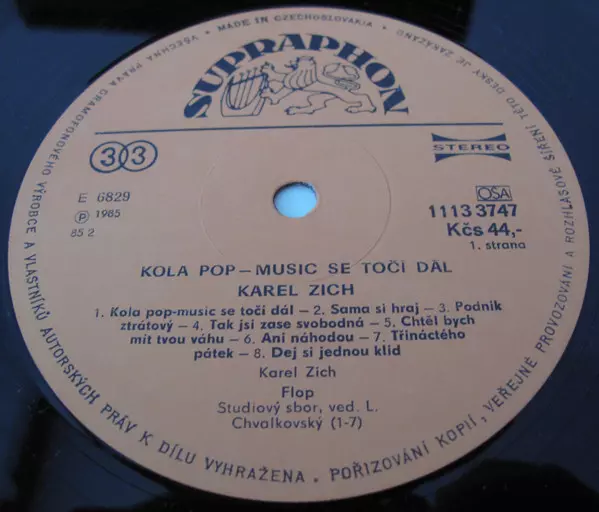 MADE IN CZECHOSLOVAKIA • VŠECHNA PRÁVA GRAMOFONOVÉHO VÝROBCE A VLASTNÍKŮ AUTORSKÝCH PRÁV K DÍLU VYHRAŽENA • POŘIZOVÁNÍ KOPIÍ, VEŘEJNÉ PROVOZOVÁNÍ A ROZHLASOVÉ ŠÍŘENÍ TÉTO DESKY JE ZAKÁZÁNO
SUPRAPHON
33
STEREO
E 6829
Ⓟ 1985
85 2
OSA
1113 3747
Kčs 44,-
1. strana
KOLA POP – MUSIC SE TOČÍ DÁL
KAREL ZICH
1. Kola pop-music se točí dál – 2. Sama si hraj – 3. Podnik
ztrátový – 4. Tak jsi zase svobodná – 5. Chtěl bych
mít tvou váhu – 6. Ani náhodou – 7. Třináctého
pátek – 8. Dej si jednou klid
Karel Zich
Flop
Studiový sbor, ved. L.
Chvalkovský (1-7)